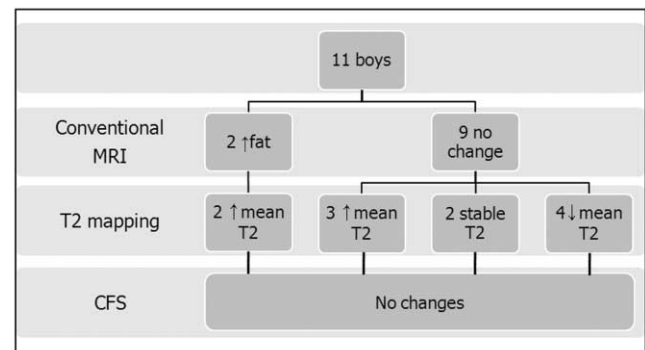 11 boys
Conventional
MRI
2 ↑fat
9 no
change
T2 mapping
2 ↑mean
T2
3 ↑mean
T2
2 stable
T2
4↓mean
T2
CFS
No changes